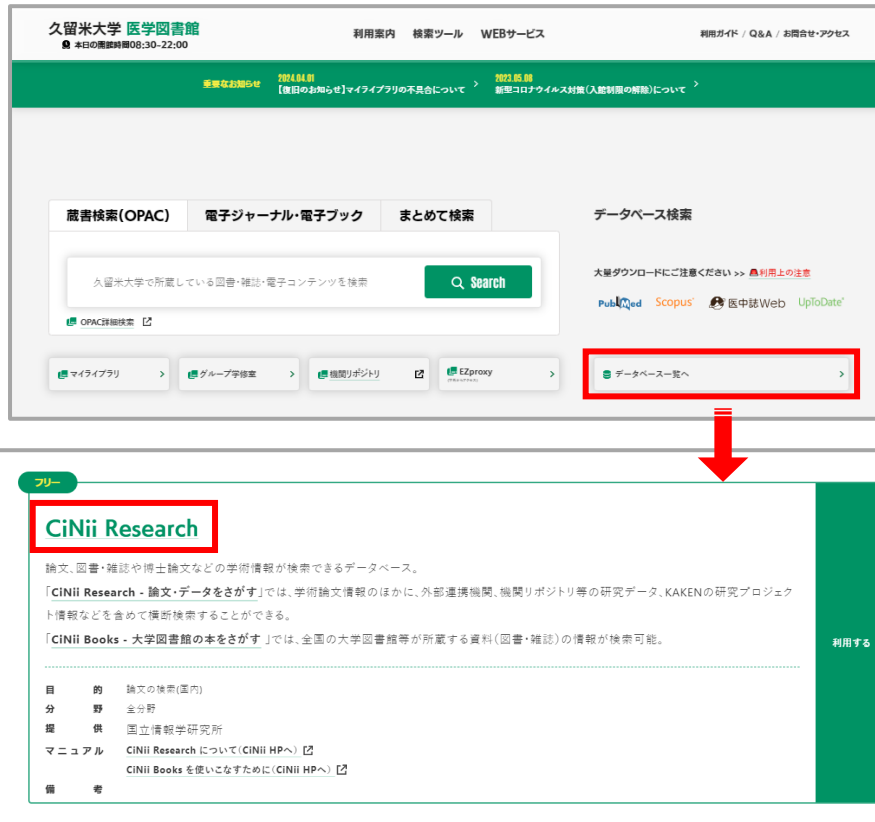 久留米大学 医学図書館
本日の開館時間08:30-22:00
利用案内 検索ツール WEBサービス
利用ガイド / Q&A / お問合せ・アクセス
重要なお知らせ
2024.04.01
【復旧のお知らせ】マイライブラリの不具合について
2023.05.08
新型コロナウイルス対策(入館制限の解除)について
蔵書検索(OPAC) 電子ジャーナル・電子ブック まとめて検索
久留米大学で所蔵している図書・雑誌・電子コンテンツを検索
Search
OPAC詳細検索
データベース検索
大量ダウンロードにご注意ください >> 利用上の注意
PubMed Scopus 医中誌Web UpToDate
マイライブラリ
グループ学修室
機関リポジトリ
EZproxy
データベース一覧へ
フリー
CiNii Research
論文、図書・雑誌や博士論文などの学術情報が検索できるデータベース。
「CiNii Research - 論文・データをさがす」では、学術論文情報のほかに、外部連携機関、機関リポジトリ等の研究データ、KAKENの研究プロジェク
ト情報などを含めて横断検索することができる。
「CiNii Books - 大学図書館の本をさがす 」では、全国の大学図書館等が所蔵する資料(図書・雑誌)の情報が検索可能。
利用する
目 的 論文の検索(国内)
分 野 全分野
提 供 国立情報学研究所
マニュアル CiNii Research について(CiNii HPへ)
CiNii Books を使いこなすために(CiNii HPへ)
備 考